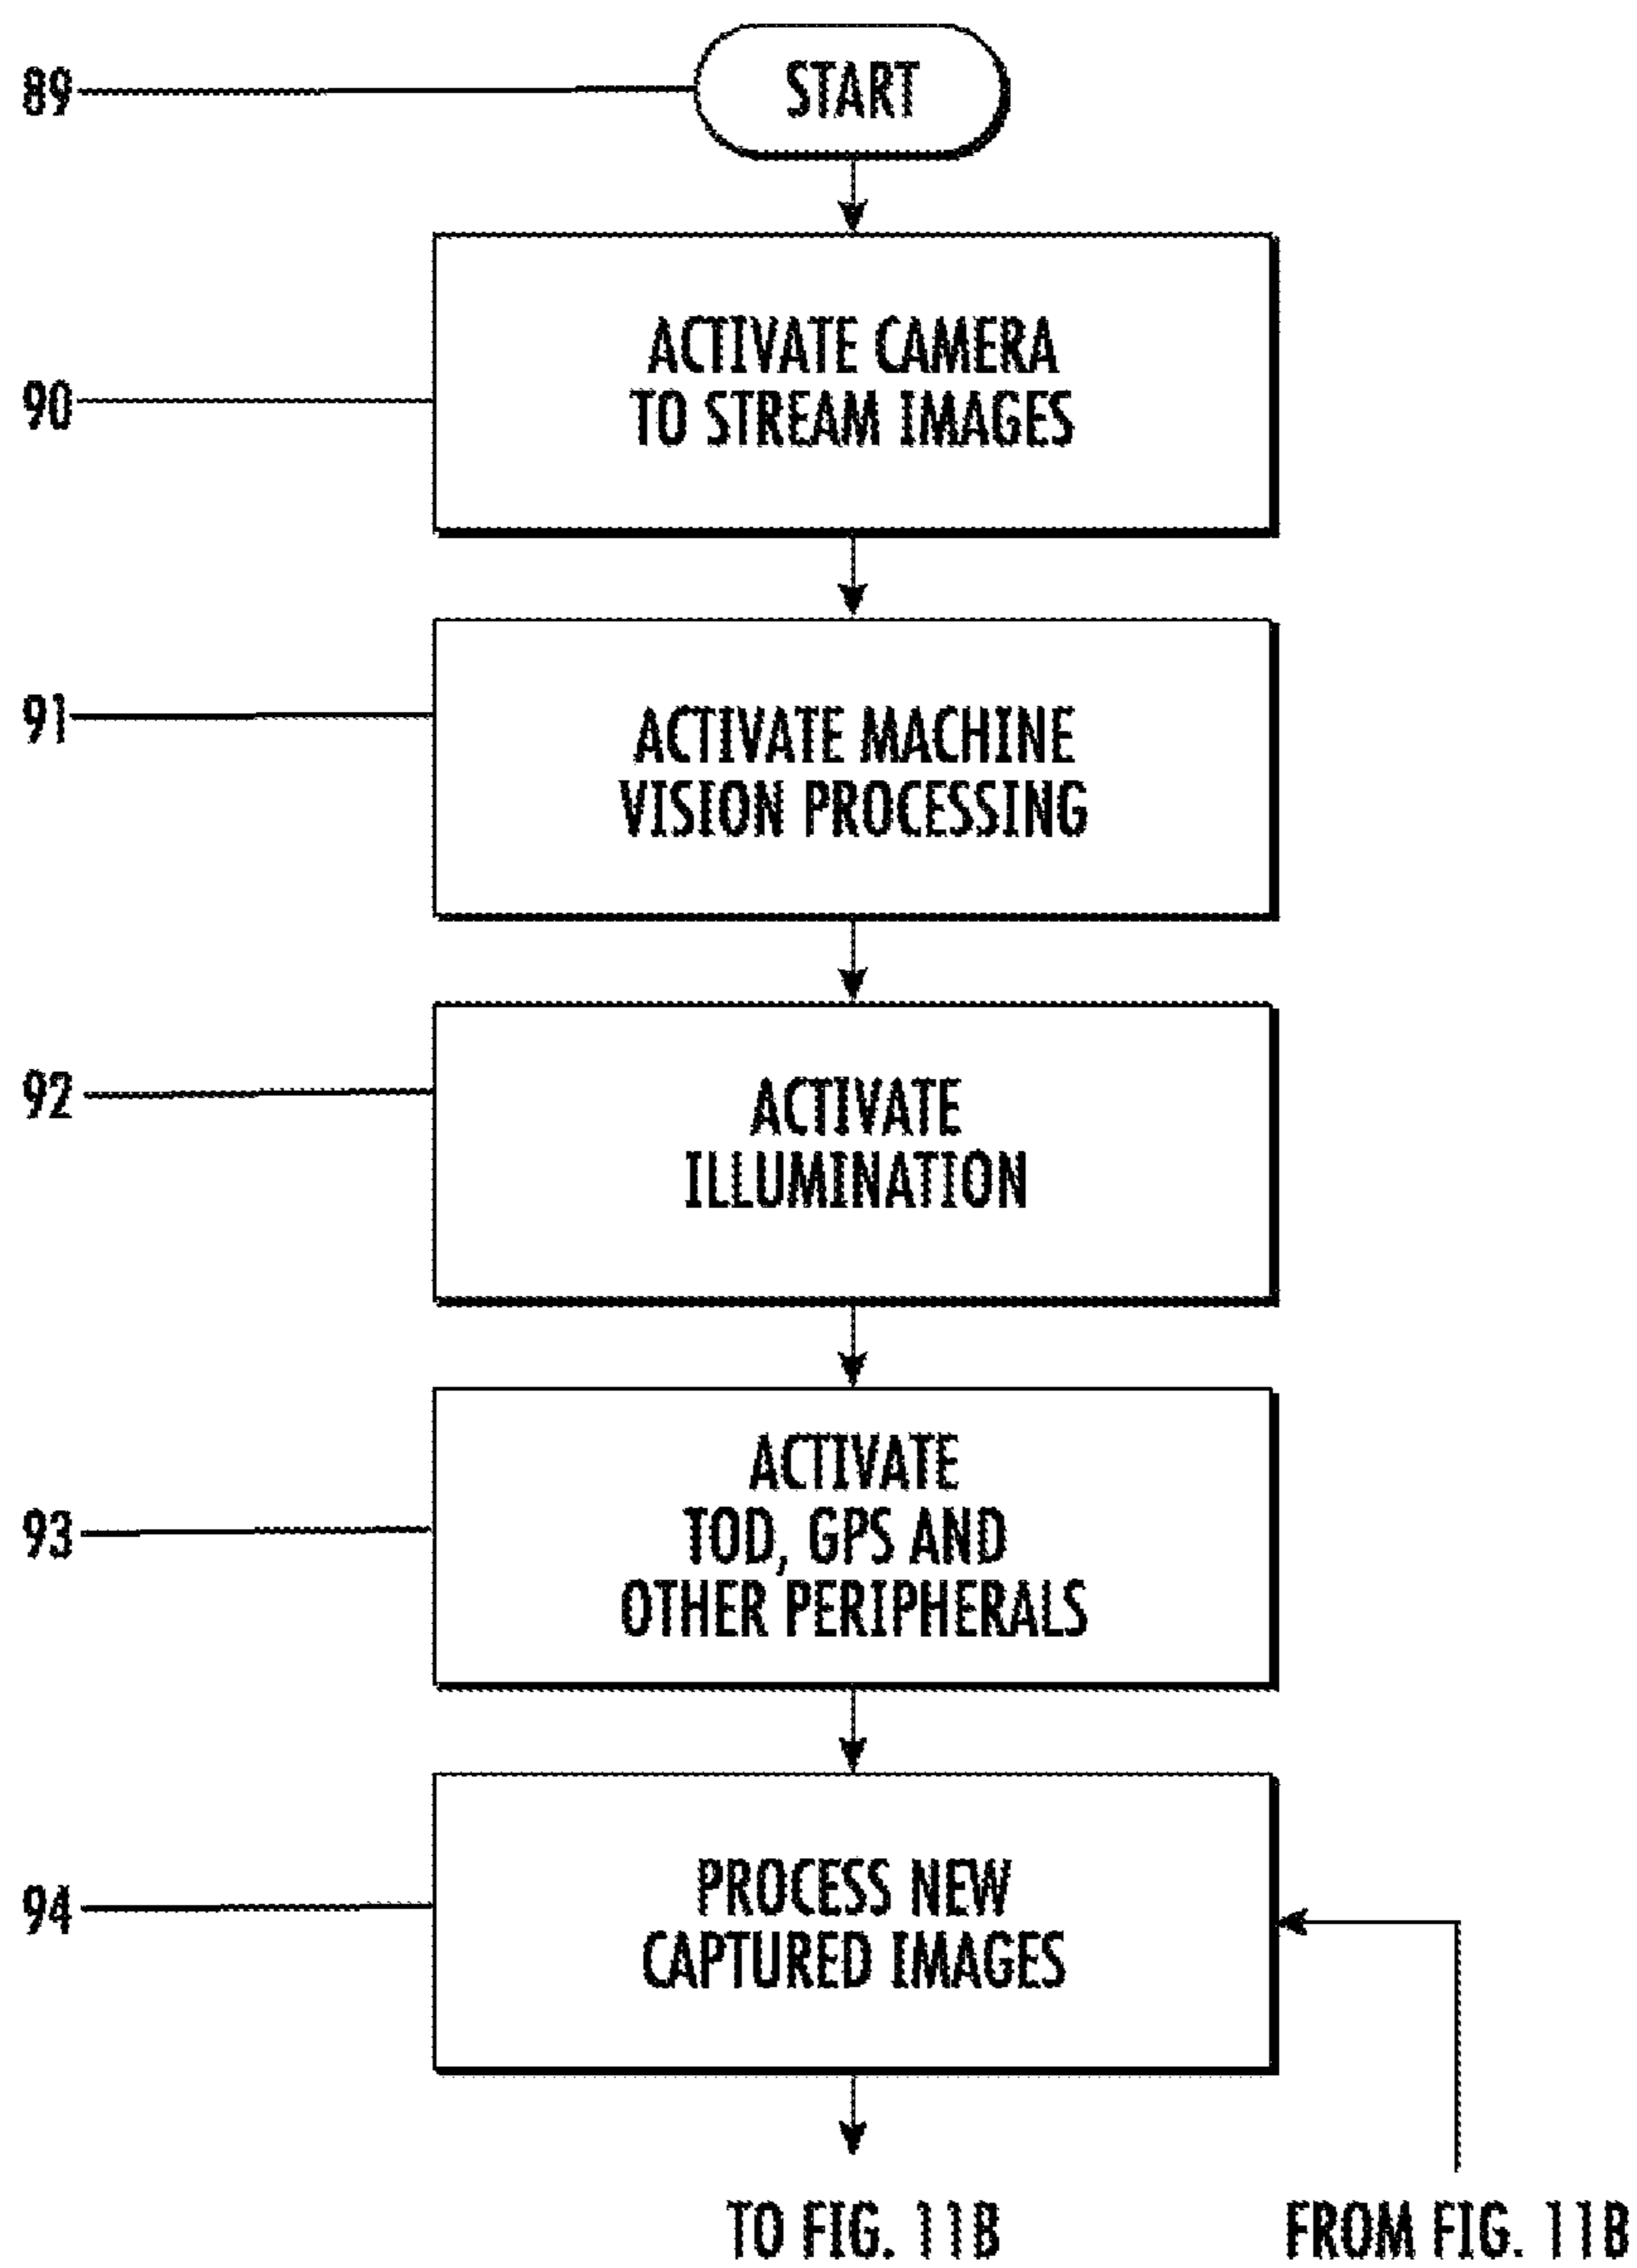 89
START
90
ACTIVATE CAMERA
TO STREAM IMAGES
91
ACTIVATE MACHINE
VISION PROCESSING
92
ACTIVATE
ILLUMINATION
93
ACTIVATE
TOD, GPS AND
OTHER PERIPHERALS
94
PROCESS NEW
CAPTURED IMAGES
TO FIG. 11B
FROM FIG. 11B